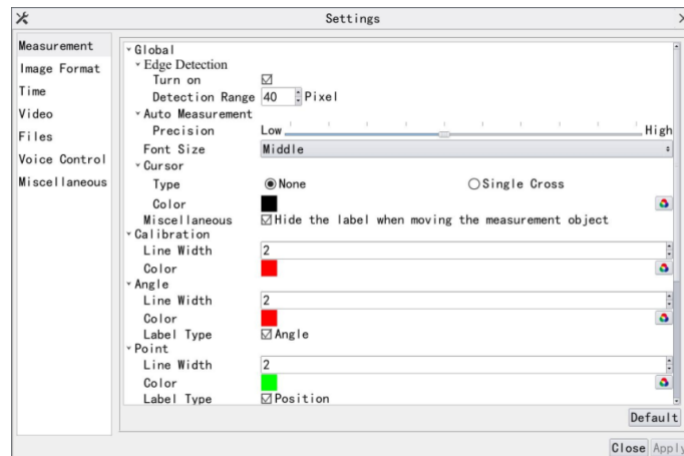 Settings
Measurement
Image Format
Time
Video
Files
Voice Control
Miscellaneous
Global
Edge Detection
Turn on
Detection Range 40 Pixel
Auto Measurement
Precision Low High
Font Size Middle
Cursor
Type None Single Cross
Color
Miscellaneous Hide the label when moving the measurement object
Calibration
Line Width 2
Color
Angle
Line Width 2
Color
Label Type Angle
Point
Line Width 2
Color
Label Type Position
Default
Close Apply